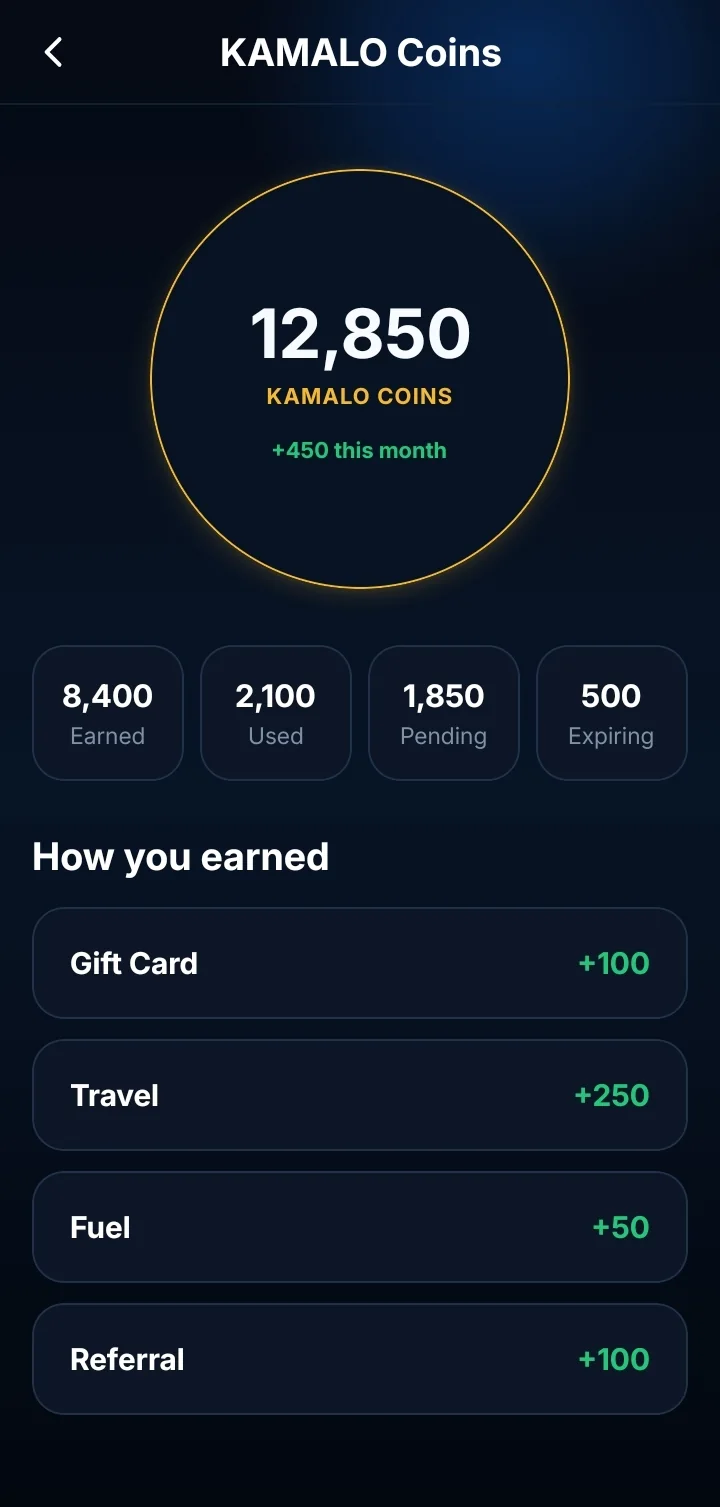 KAMALO Coins
12,850
KAMALO COINS
+450 this month
8,400 2,100 1,850 500
Earned Used Pending Expiring
How you earned
Gift Card +100
Travel +250
Fuel +50
Referral +100